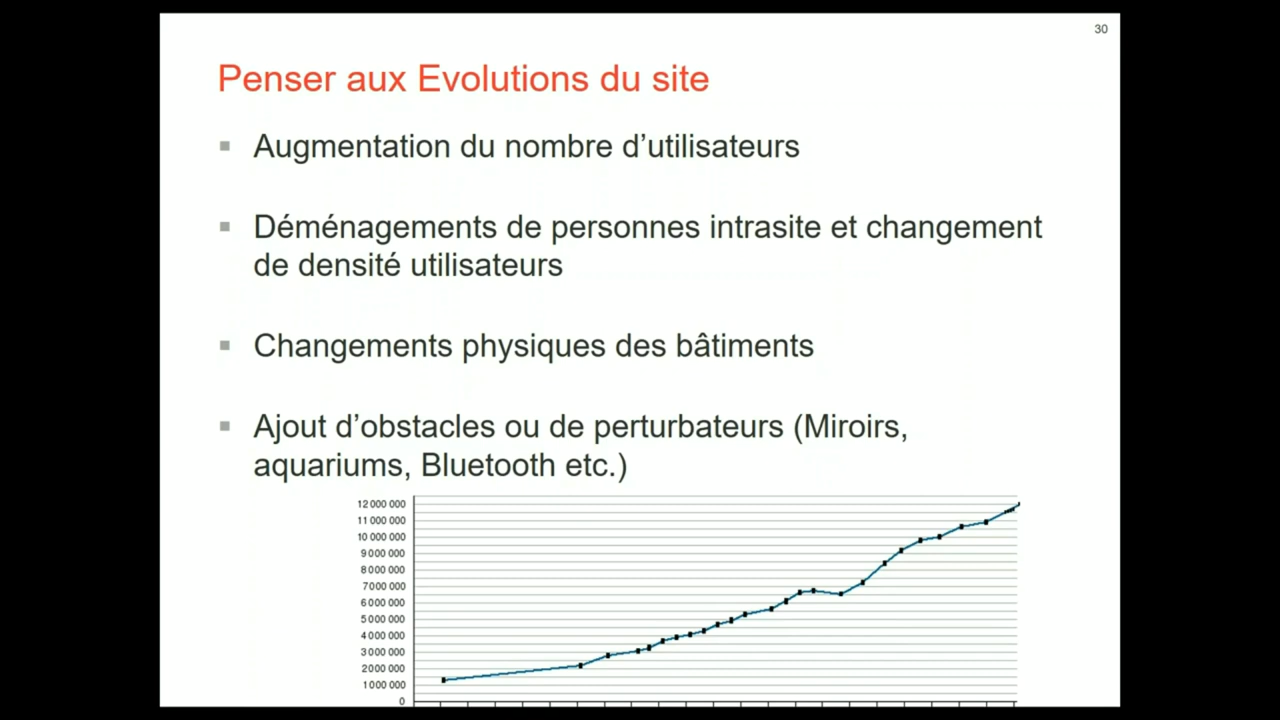 30
Penser aux Evolutions du site
Augmentation du nombre d’utilisateurs
Déménagements de personnes intrasite et changement
de densité utilisateurs
Changements physiques des bâtiments
Ajout d’obstacles ou de perturbateurs (Miroirs,
aquariums, Bluetooth etc.)
12 000 000
11 000 000
10 000 000
9 000 000
8 000 000
7 000 000
6 000 000
5 000 000
4 000 000
3 000 000
2 000 000
1 000 000
0